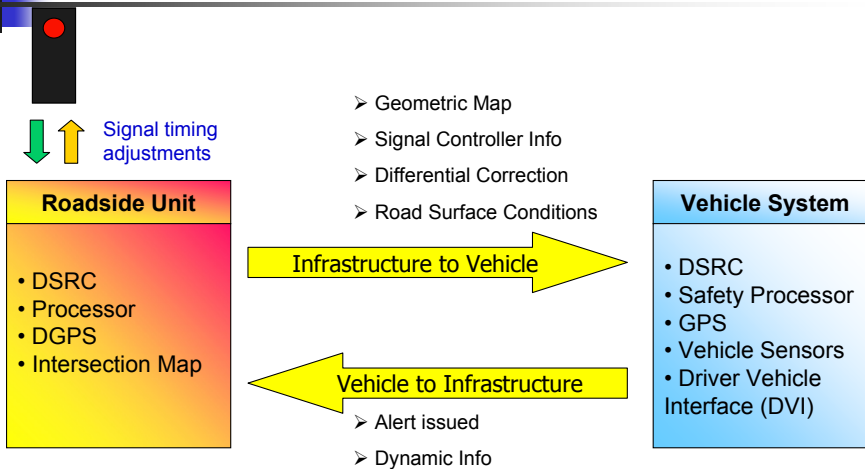 Signal timing
adjustments
➢ Geometric Map
➢ Signal Controller Info
➢ Differential Correction
➢ Road Surface Conditions
Roadside Unit
• DSRC
• Processor
• DGPS
• Intersection Map
Infrastructure to Vehicle
Vehicle to Infrastructure
➢ Alert issued
➢ Dynamic Info
Vehicle System
• DSRC
• Safety Processor
• GPS
• Vehicle Sensors
• Driver Vehicle
Interface (DVI)